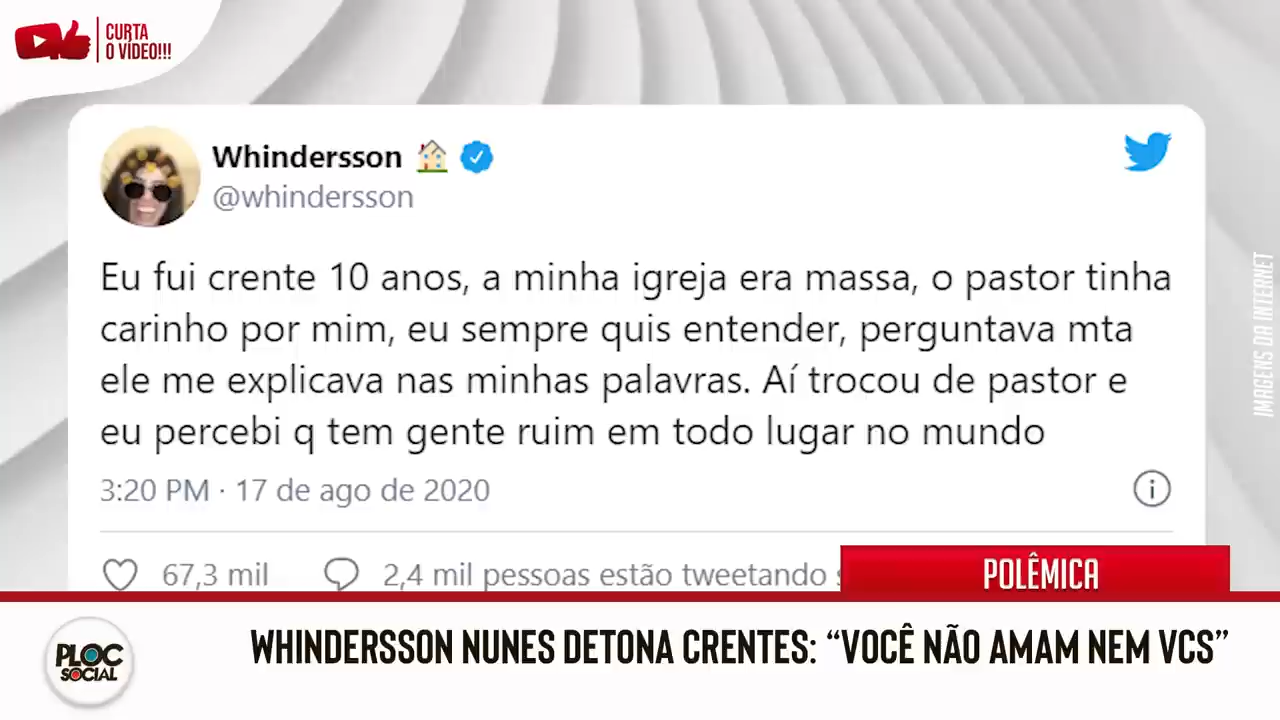 CURTA
O VÍDEO!!!
Whindersson
@whindersson
Eu fui crente 10 anos, a minha igreja era massa, o pastor tinha
carinho por mim, eu sempre quis entender, perguntava mta
ele me explicava nas minhas palavras. Aí trocou de pastor e
eu percebi q tem gente ruim em todo lugar no mundo
3:20 PM · 17 de ago de 2020
67,3 mil
2,4 mil pessoas estão tweetando
IMAGENS DA INTERNET
POLÊMICA
PLOC
SOCIAL
WHINDERSSON NUNES DETONA CRENTES: “VOCÊ NÃO AMAM NEM VCS”